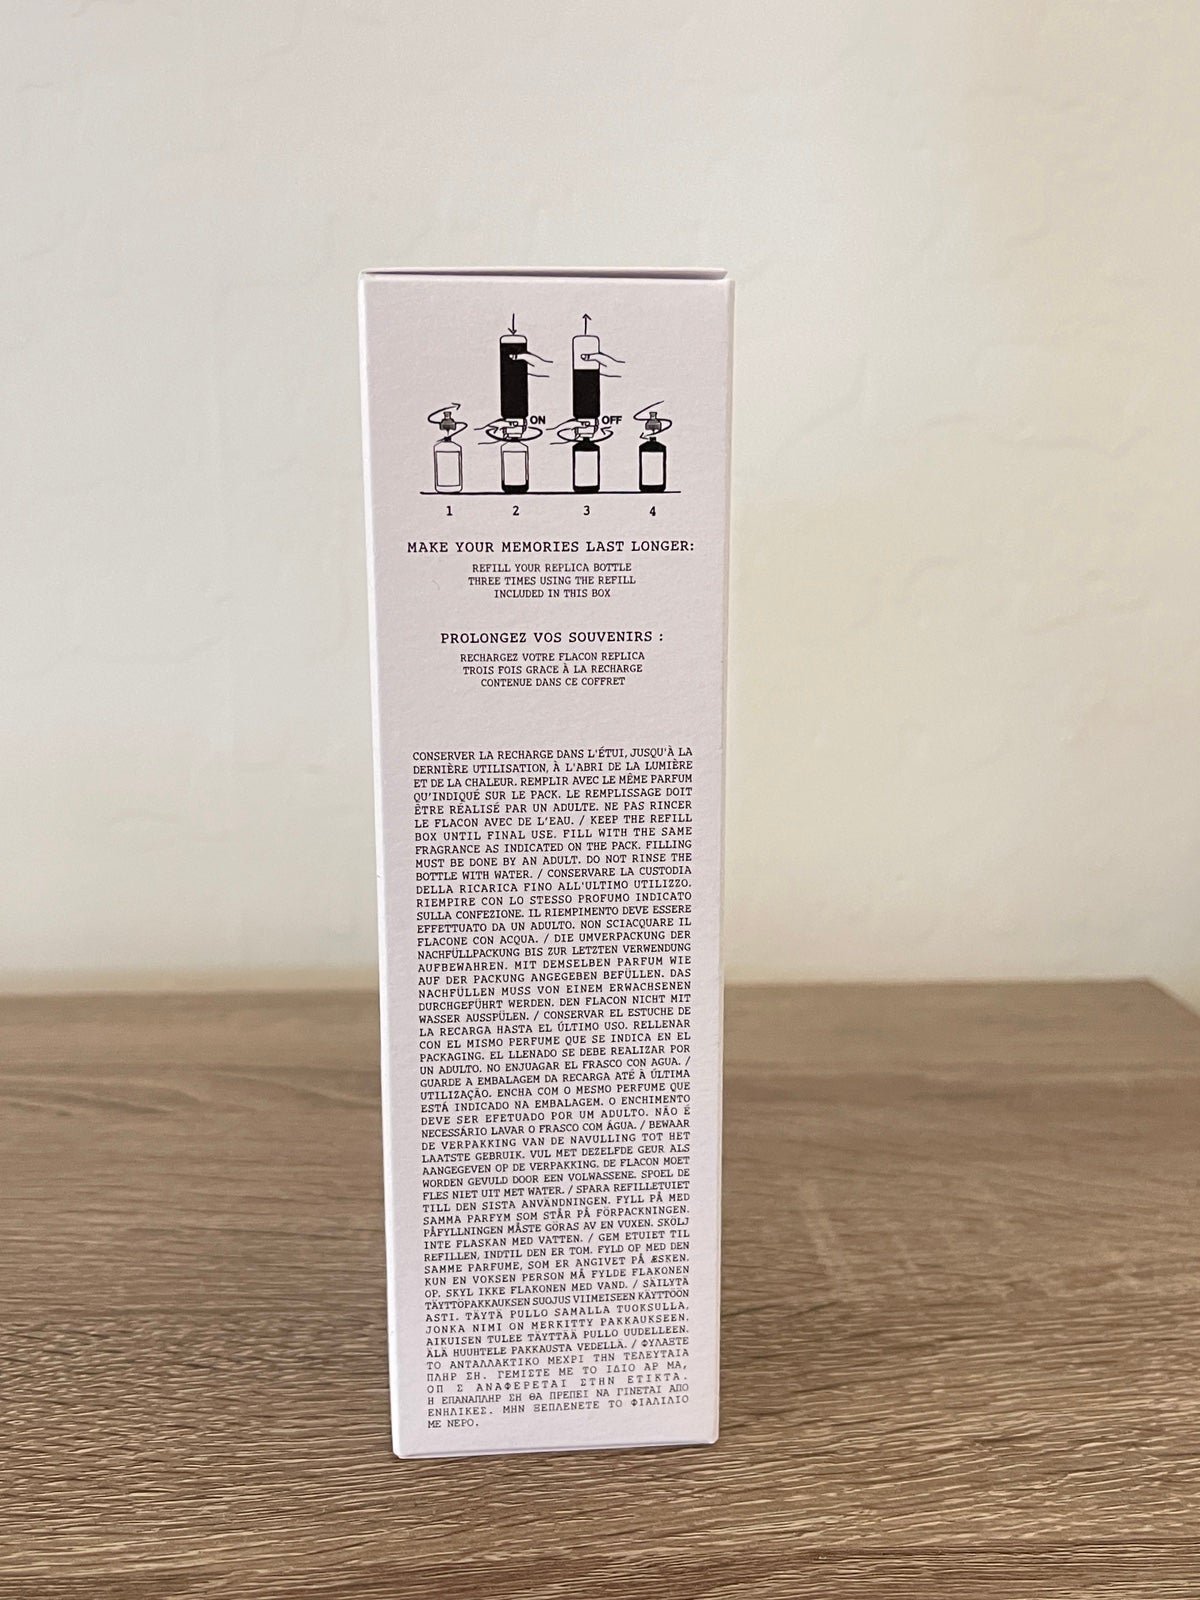 ON OFF
1 2 3 4
MAKE YOUR MEMORIES LAST LONGER:
REFILL YOUR REPLICA BOTTLE
THREE TIMES USING THE REFILL
INCLUDED IN THIS BOX
PROLONGEZ VOS SOUVENIRS :
RECHARGEZ VOTRE FLACON REPLICA
TROIS FOIS GRACE À LA RECHARGE
CONTENUE DANS CE COFFRET
CONSERVER LA RECHARGE DANS L'ÉTUI, JUSQU'À LA
DERNIÈRE UTILISATION, À L'ABRI DE LA LUMIÈRE
ET DE LA CHALEUR. REMPLIR AVEC LE MÊME PARFUM
QU'INDIQUÉ SUR LE PACK. LE REMPLISSAGE DOIT
ÊTRE RÉALISÉ PAR UN ADULTE. NE PAS RINCER
LE FLACON AVEC DE L'EAU. / KEEP THE REFILL
BOX UNTIL FINAL USE. FILL WITH THE SAME
FRAGRANCE AS INDICATED ON THE PACK. FILLING
MUST BE DONE BY AN ADULT. DO NOT RINSE THE
BOTTLE WITH WATER. / CONSERVARE LA CUSTODIA
DELLA RICARICA FINO ALL'ULTIMO UTILIZZO.
RIEMPIRE CON LO STESSO PROFUMO INDICATO
SULLA CONFEZIONE. IL RIEMPIMENTO DEVE ESSERE
EFFETTUATO DA UN ADULTO. NON SCIACQUARE IL
FLACONE CON ACQUA. / DIE UMVERPACKUNG DER
NACHFÜLLPACKUNG BIS ZUR LETZTEN VERWENDUNG
AUFBEWAHREN. MIT DEMSELBEN PARFUM WIE
AUF DER PACKUNG ANGEGEBEN BEFÜLLEN. DAS
NACHFÜLLEN MUSS VON EINEM ERWACHSENEN
DURCHGEFÜHRT WERDEN. DEN FLACON NICHT MIT
WASSER AUSSPÜLEN. / CONSERVAR EL ESTUCHE DE
LA RECARGA HASTA EL ÚLTIMO USO. RELLENAR
CON EL MISMO PERFUME QUE SE INDICA EN EL
PACKAGING. EL LLENADO SE DEBE REALIZAR POR
UN ADULTO. NO ENJUAGAR EL FRASCO CON AGUA. /
GUARDE A EMBALAGEM DA RECARGA ATÉ À ÚLTIMA
UTILIZAÇÃO. ENCHA COM O MESMO PERFUME QUE
ESTÁ INDICADO NA EMBALAGEM. O ENCHIMENTO
DEVE SER EFETUADO POR UM ADULTO. NÃO É
NECESSÁRIO LAVAR O FRASCO COM ÁGUA. / BEWAAR
DE VERPAKKING VAN DE NAVULLING TOT HET
LAATSTE GEBRUIK. VUL MET DEZELFDE GEUR ALS
AANGEGEVEN OP DE VERPAKKING. DE FLACON MOET
WORDEN GEVULD DOOR EEN VOLWASSENE. SPOEL DE
FLES NIET UIT MET WATER. / SPARA REFILLETUIET
TILL DEN SISTA ANVÄNDNINGEN. FYLL PÅ MED
SAMMA PARFYM SOM STÅR PÅ FÖRPACKNINGEN.
PÅFYLLNINGEN MÅSTE GÖRAS AV EN VUXEN. SKÖLJ
INTE FLASKAN MED VATTEN. / GEM ETUIET TIL
REFILLEN, INDTIL DEN ER TOM. FYLD OP MED DEN
SAMME PARFUME, SOM ER ANGIVET PÅ ÆSKEN.
KUN EN VOKSEN PERSON MÅ FYLDE FLAKONEN
OP. SKYL IKKE FLAKONEN MED VAND. / SÄILYTÄ
TÄYTTÖPAKKAUKSEN SUOJUS VIIMEISEEN KÄYTTÖÖN
ASTI. TÄYTÄ PULLO SAMALLA TUOKSULLA,
JONKA NIMI ON MERKITTY PAKKAUKSEEN.
AIKUISEN TULEE TÄYTTÄÄ PULLO UUDELLEEN.
ÄLÄ HUUHTELE PAKKAUSTA VEDELLÄ. / ΦΥΛΑΞΤΕ
ΤΟ ΑΝΤΑΛΛΑΚΤΙΚΟ ΜΕΧΡΙ ΤΗΝ ΤΕΛΕΥΤΑΙΑ
ΠΛΗΡ ΣΗ. ΓΕΜΙΣΤΕ ΜΕ ΤΟ ΙΔΙΟ ΑΡ ΜΑ,
ΟΠ Σ ΑΝΑΦΕΡΕΤΑΙ ΣΤΗΝ ΕΤΙΚΤΑ.
Η ΕΠΑΝΑΠΛΗΡ ΣΗ ΘΑ ΠΡΕΠΕΙ ΝΑ ΓΙΝΕΤΑΙ ΑΠΟ
ΕΝΗΛΙΚΕΣ. ΜΗΝ ΞΕΠΛΕΝΕΤΕ ΤΟ ΦΙΑΛΙΔΙΟ
ΜΕ ΝΕΡΟ.